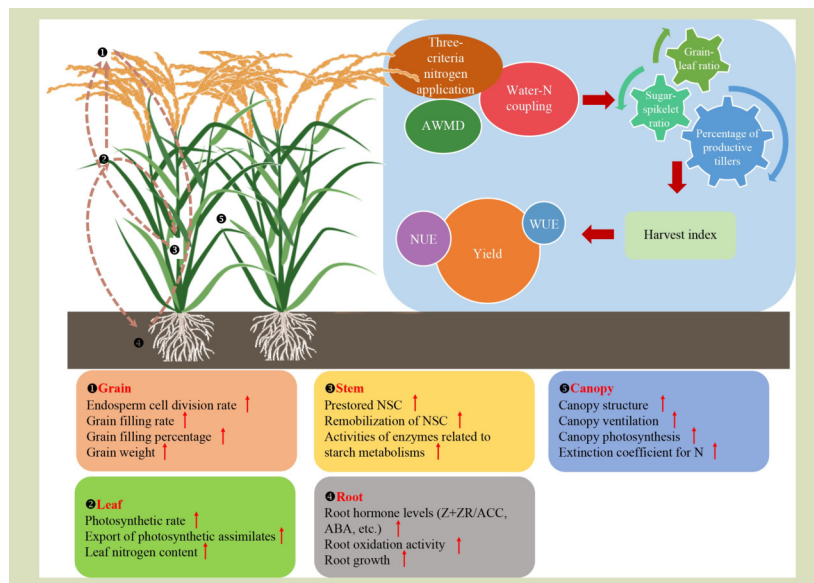 ❶
❷
❸
❹
❺
Three-
criteria
nitrogen
application
Water-N
coupling
AWMD
Grain-
leaf ratio
Sugar-
spikelet
ratio
Percentage of
productive
tillers
Harvest index
WUE
Yield
NUE
❶Grain
Endosperm cell division rate ↑
Grain filling rate ↑
Grain filling percentage ↑
Grain weight ↑
❷Leaf
Photosynthetic rate ↑
Export of photosynthetic assimilates ↑
Leaf nitrogen content ↑
❸Stem
Prestored NSC ↑
Remobilization of NSC ↑
Activities of enzymes related to
starch metabolisms ↑
❹Root
Root hormone levels (Z+ZR/ACC,
ABA, etc.) ↑
Root oxidation activity ↑
Root growth ↑
❺Canopy
Canopy structure ↑
Canopy ventilation ↑
Canopy photosynthesis ↑
Extinction coefficient for N ↑